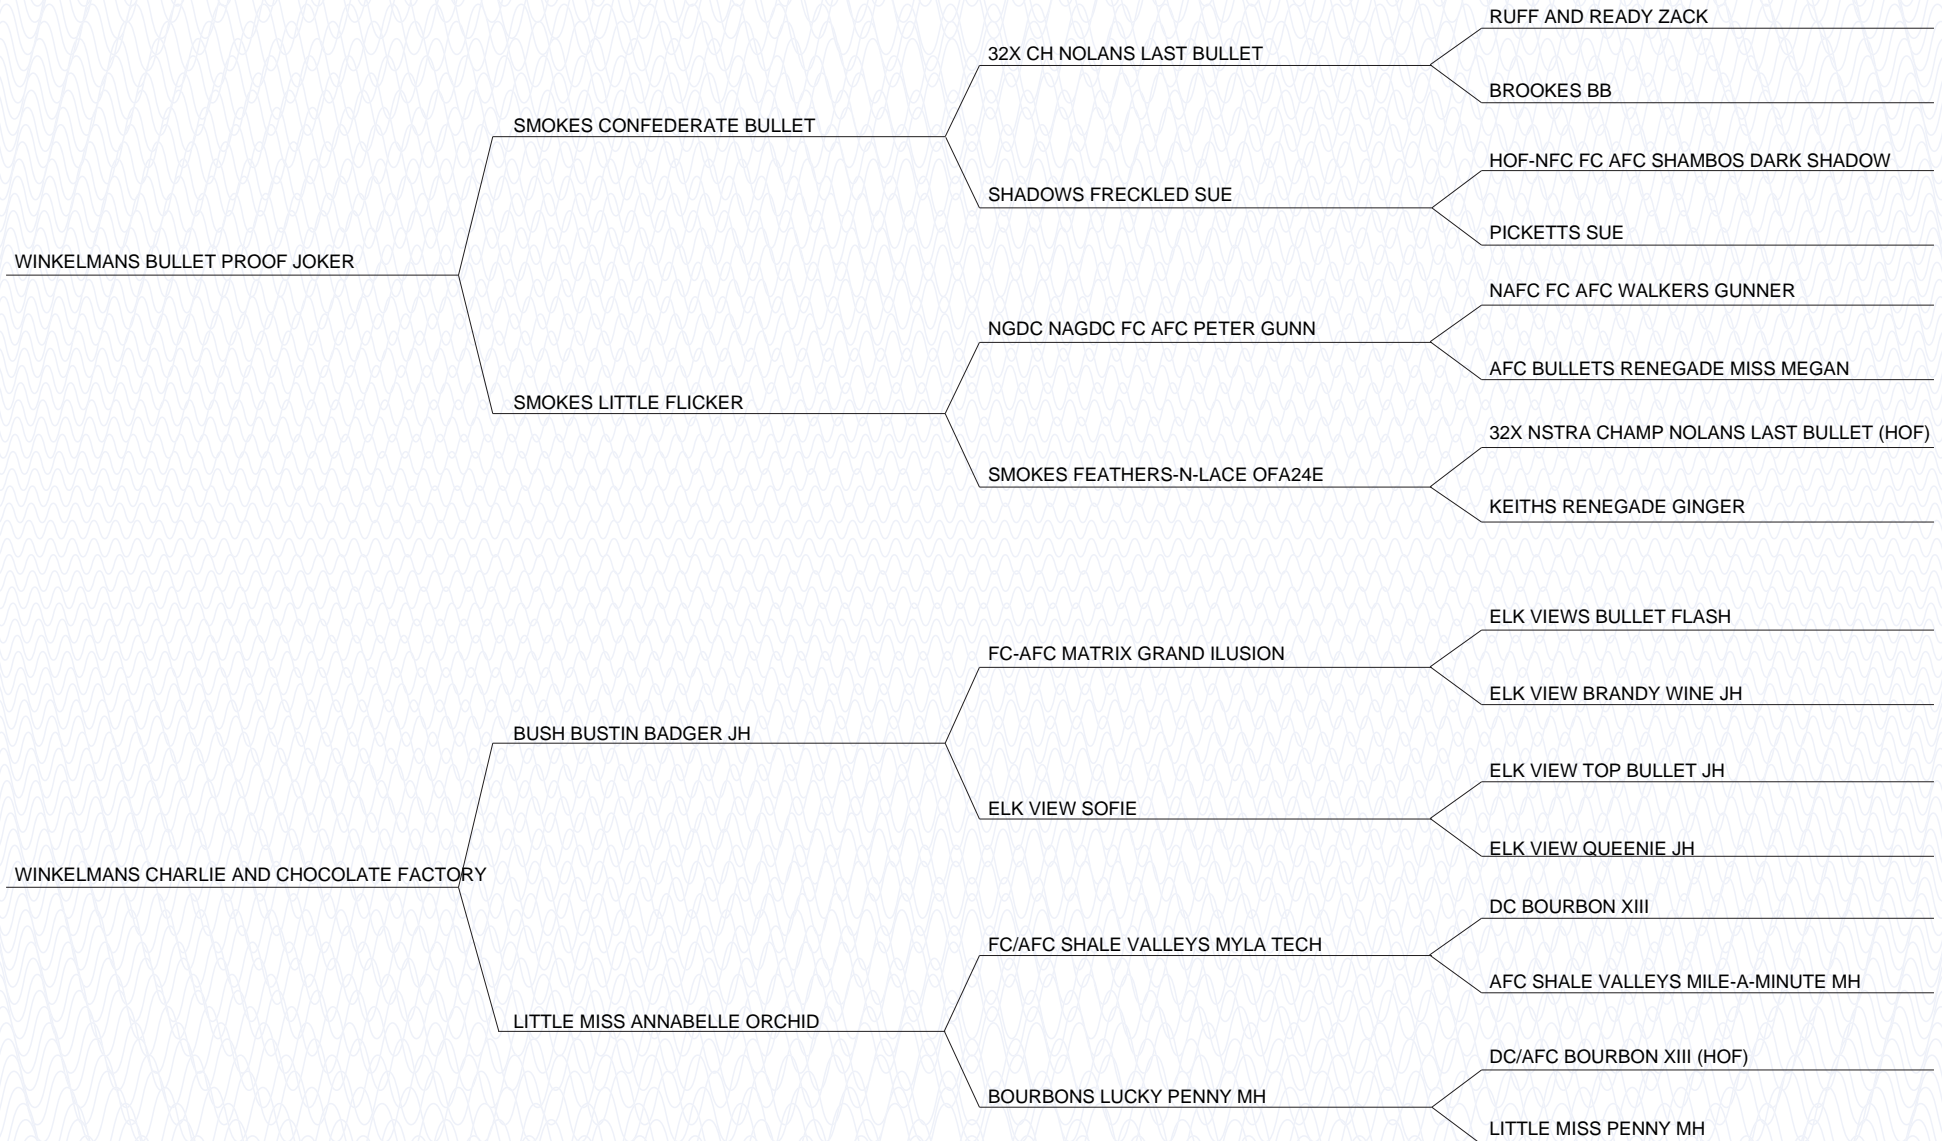 RUFF AND READY ZACK
32X CH NOLANS LAST BULLET
BROOKES BB
SMOKES CONFEDERATE BULLET
HOF-NFC FC AFC SHAMBOS DARK SHADOW
SHADOWS FRECKLED SUE
PICKETTS SUE
WINKELMANS BULLET PROOF JOKER
NAFC FC AFC WALKERS GUNNER
NGDC NAGDC FC AFC PETER GUNN
AFC BULLETS RENEGADE MISS MEGAN
SMOKES LITTLE FLICKER
32X NSTRA CHAMP NOLANS LAST BULLET (HOF)
SMOKES FEATHERS-N-LACE OFA24E
KEITHS RENEGADE GINGER
ELK VIEWS BULLET FLASH
FC-AFC MATRIX GRAND ILUSION
ELK VIEW BRANDY WINE JH
BUSH BUSTIN BADGER JH
ELK VIEW TOP BULLET JH
ELK VIEW SOFIE
ELK VIEW QUEENIE JH
WINKELMANS CHARLIE AND CHOCOLATE FACTORY
DC BOURBON XIII
FC/AFC SHALE VALLEYS MYLA TECH
AFC SHALE VALLEYS MILE-A-MINUTE MH
LITTLE MISS ANNABELLE ORCHID
DC/AFC BOURBON XIII (HOF)
BOURBONS LUCKY PENNY MH
LITTLE MISS PENNY MH